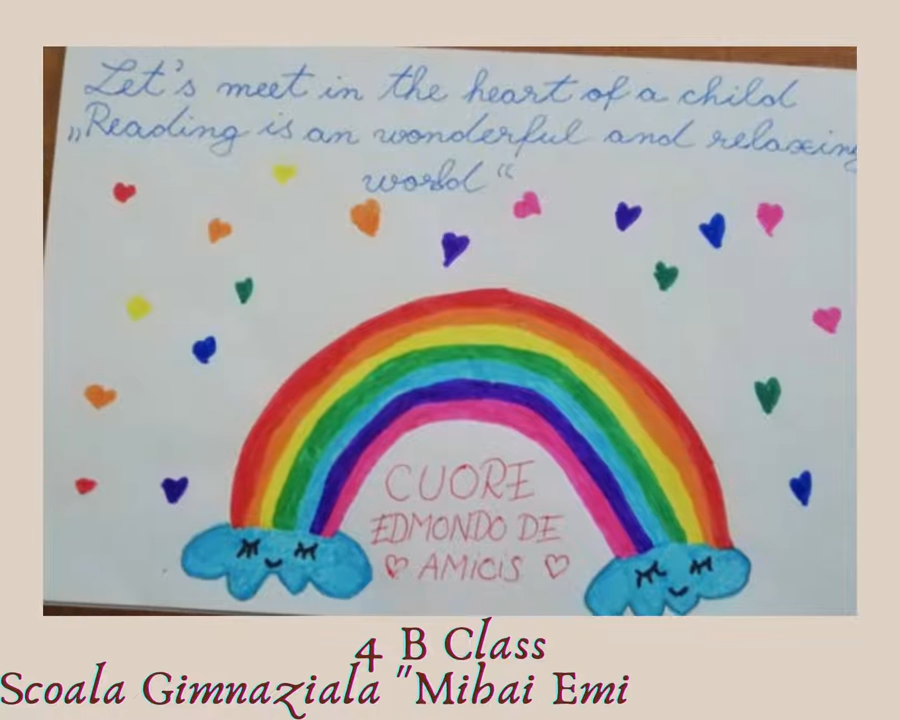 Let's meet in the heart of a child
„Reading is an wonderful and relaxing
world“
CUORE
EDMONDO DE
♡ AMICIS ♡
4 B Class
Scoala Gimnaziala "Mihai Emi